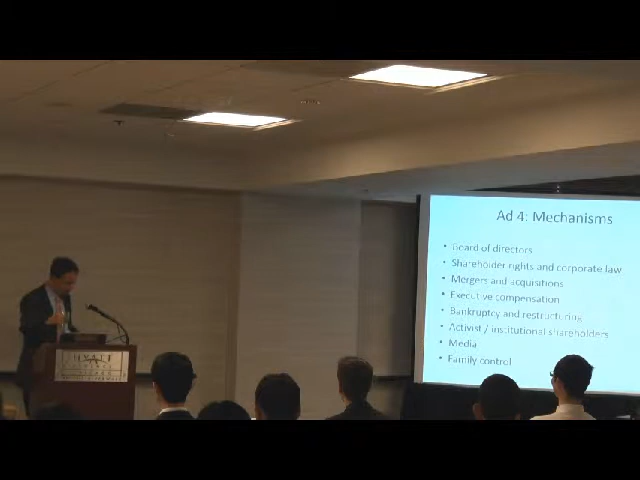 Ad 4: Mechanisms
• Board of directors
• Shareholder rights and corporate law
• Mergers and acquisitions
• Executive compensation
• Bankruptcy and restructuring
• Activist / institutional shareholders
• Media
• Family control
HYATT